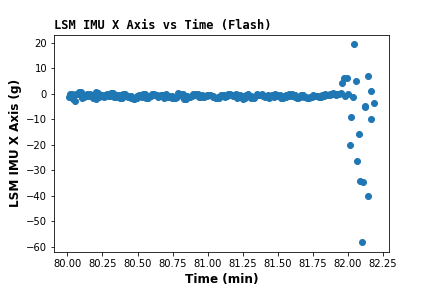 LSM IMU X Axis vs Time (Flash)
LSM IMU X Axis (g)
20
10
0
−10
−20
−30
−40
−50
−60
80.00 80.25 80.50 80.75 81.00 81.25 81.50 81.75 82.00 82.25
Time (min)